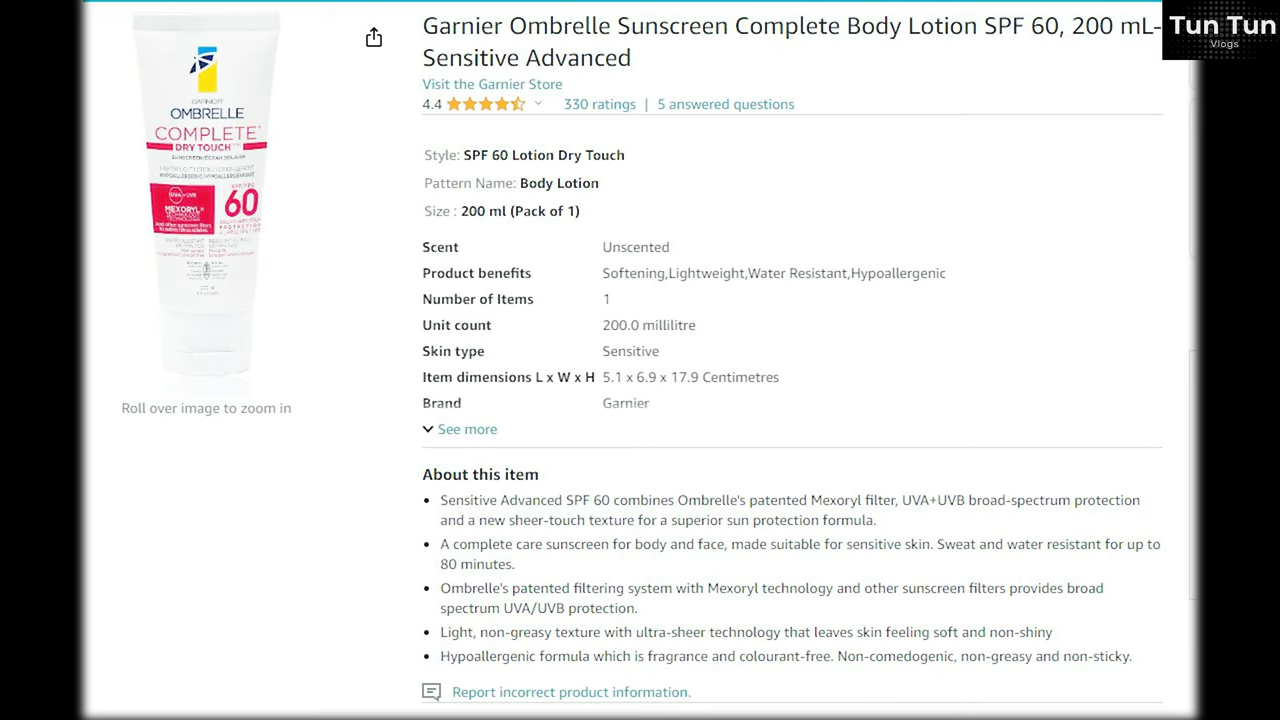 Garnier Ombrelle Sunscreen Complete Body Lotion SPF 60, 200 mL-
Sensitive Advanced
Tun Tun
Vlogs
Visit the Garnier Store
4.4
330 ratings | 5 answered questions
GARNIER
OMBRELLE
COMPLETE
DRY TOUCH
SUNSCREEN/ÉCRAN SOLAIRE
UVA + UVB
MEXORYL
60
Style: SPF 60 Lotion Dry Touch
Pattern Name: Body Lotion
Size : 200 ml (Pack of 1)
Scent Unscented
Product benefits Softening,Lightweight,Water Resistant,Hypoallergenic
Number of Items 1
Unit count 200.0 millilitre
Skin type Sensitive
Item dimensions L x W x H 5.1 x 6.9 x 17.9 Centimetres
Brand Garnier
Roll over image to zoom in
See more
About this item
• Sensitive Advanced SPF 60 combines Ombrelle's patented Mexoryl filter, UVA+UVB broad-spectrum protection
and a new sheer-touch texture for a superior sun protection formula.
• A complete care sunscreen for body and face, made suitable for sensitive skin. Sweat and water resistant for up to
80 minutes.
• Ombrelle's patented filtering system with Mexoryl technology and other sunscreen filters provides broad
spectrum UVA/UVB protection.
• Light, non-greasy texture with ultra-sheer technology that leaves skin feeling soft and non-shiny
• Hypoallergenic formula which is fragrance and colourant-free. Non-comedogenic, non-greasy and non-sticky.
Report incorrect product information.